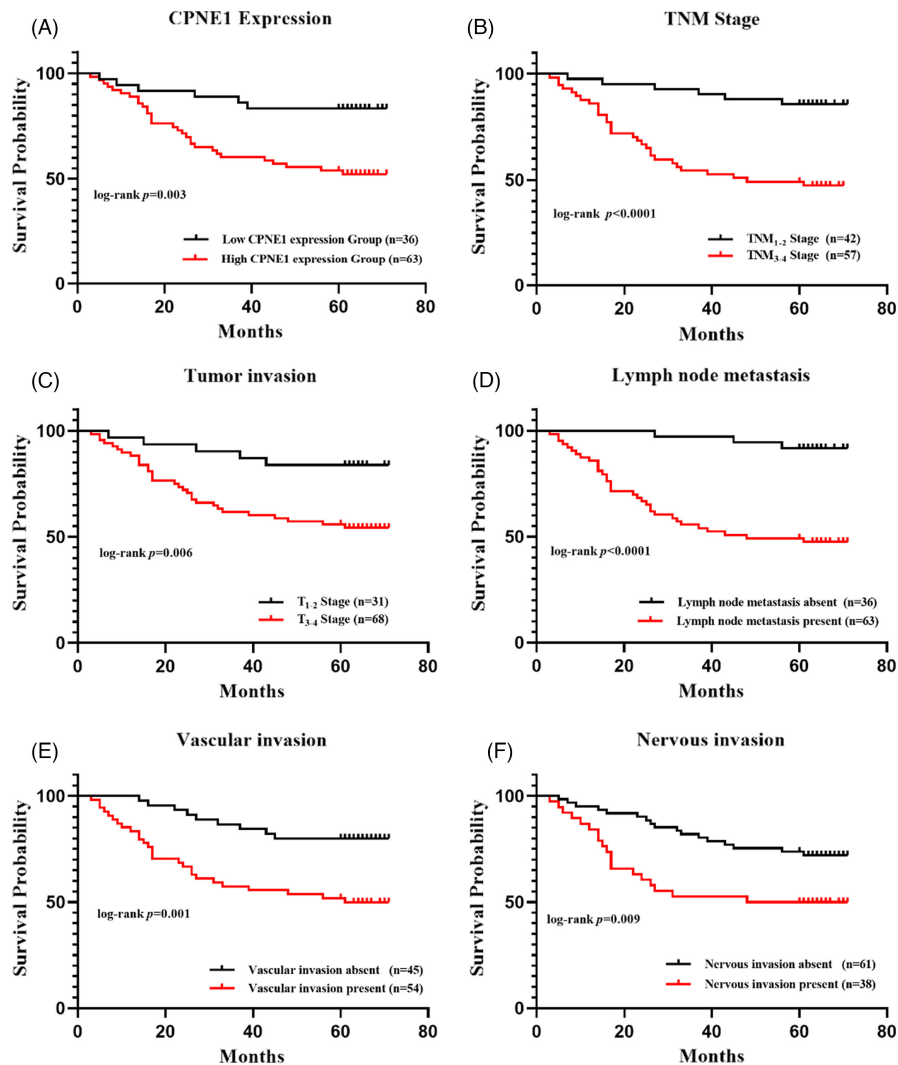 (A)
CPNE1 Expression
Survival Probability
100
50
0
log-rank p=0.003
Low CPNE1 expression Group (n=36)
High CPNE1 expression Group (n=63)
0 20 40 60 80
Months
(B)
TNM Stage
Survival Probability
100
50
0
log-rank p<0.0001
TNM1-2 Stage (n=42)
TNM3-4 Stage (n=57)
0 20 40 60 80
Months
(C)
Tumor invasion
Survival Probability
100
50
0
log-rank p=0.006
T1-2 Stage (n=31)
T3-4 Stage (n=68)
0 20 40 60 80
Months
(D)
Lymph node metastasis
Survival Probability
100
50
0
log-rank p<0.0001
Lymph node metastasis absent (n=36)
Lymph node metastasis present (n=63)
0 20 40 60 80
Months
(E)
Vascular invasion
Survival Probability
100
50
0
log-rank p=0.001
Vascular invasion absent (n=45)
Vascular invasion present (n=54)
0 20 40 60 80
Months
(F)
Nervous invasion
Survival Probability
100
50
0
log-rank p=0.009
Nervous invasion absent (n=61)
Nervous invasion present (n=38)
0 20 40 60 80
Months